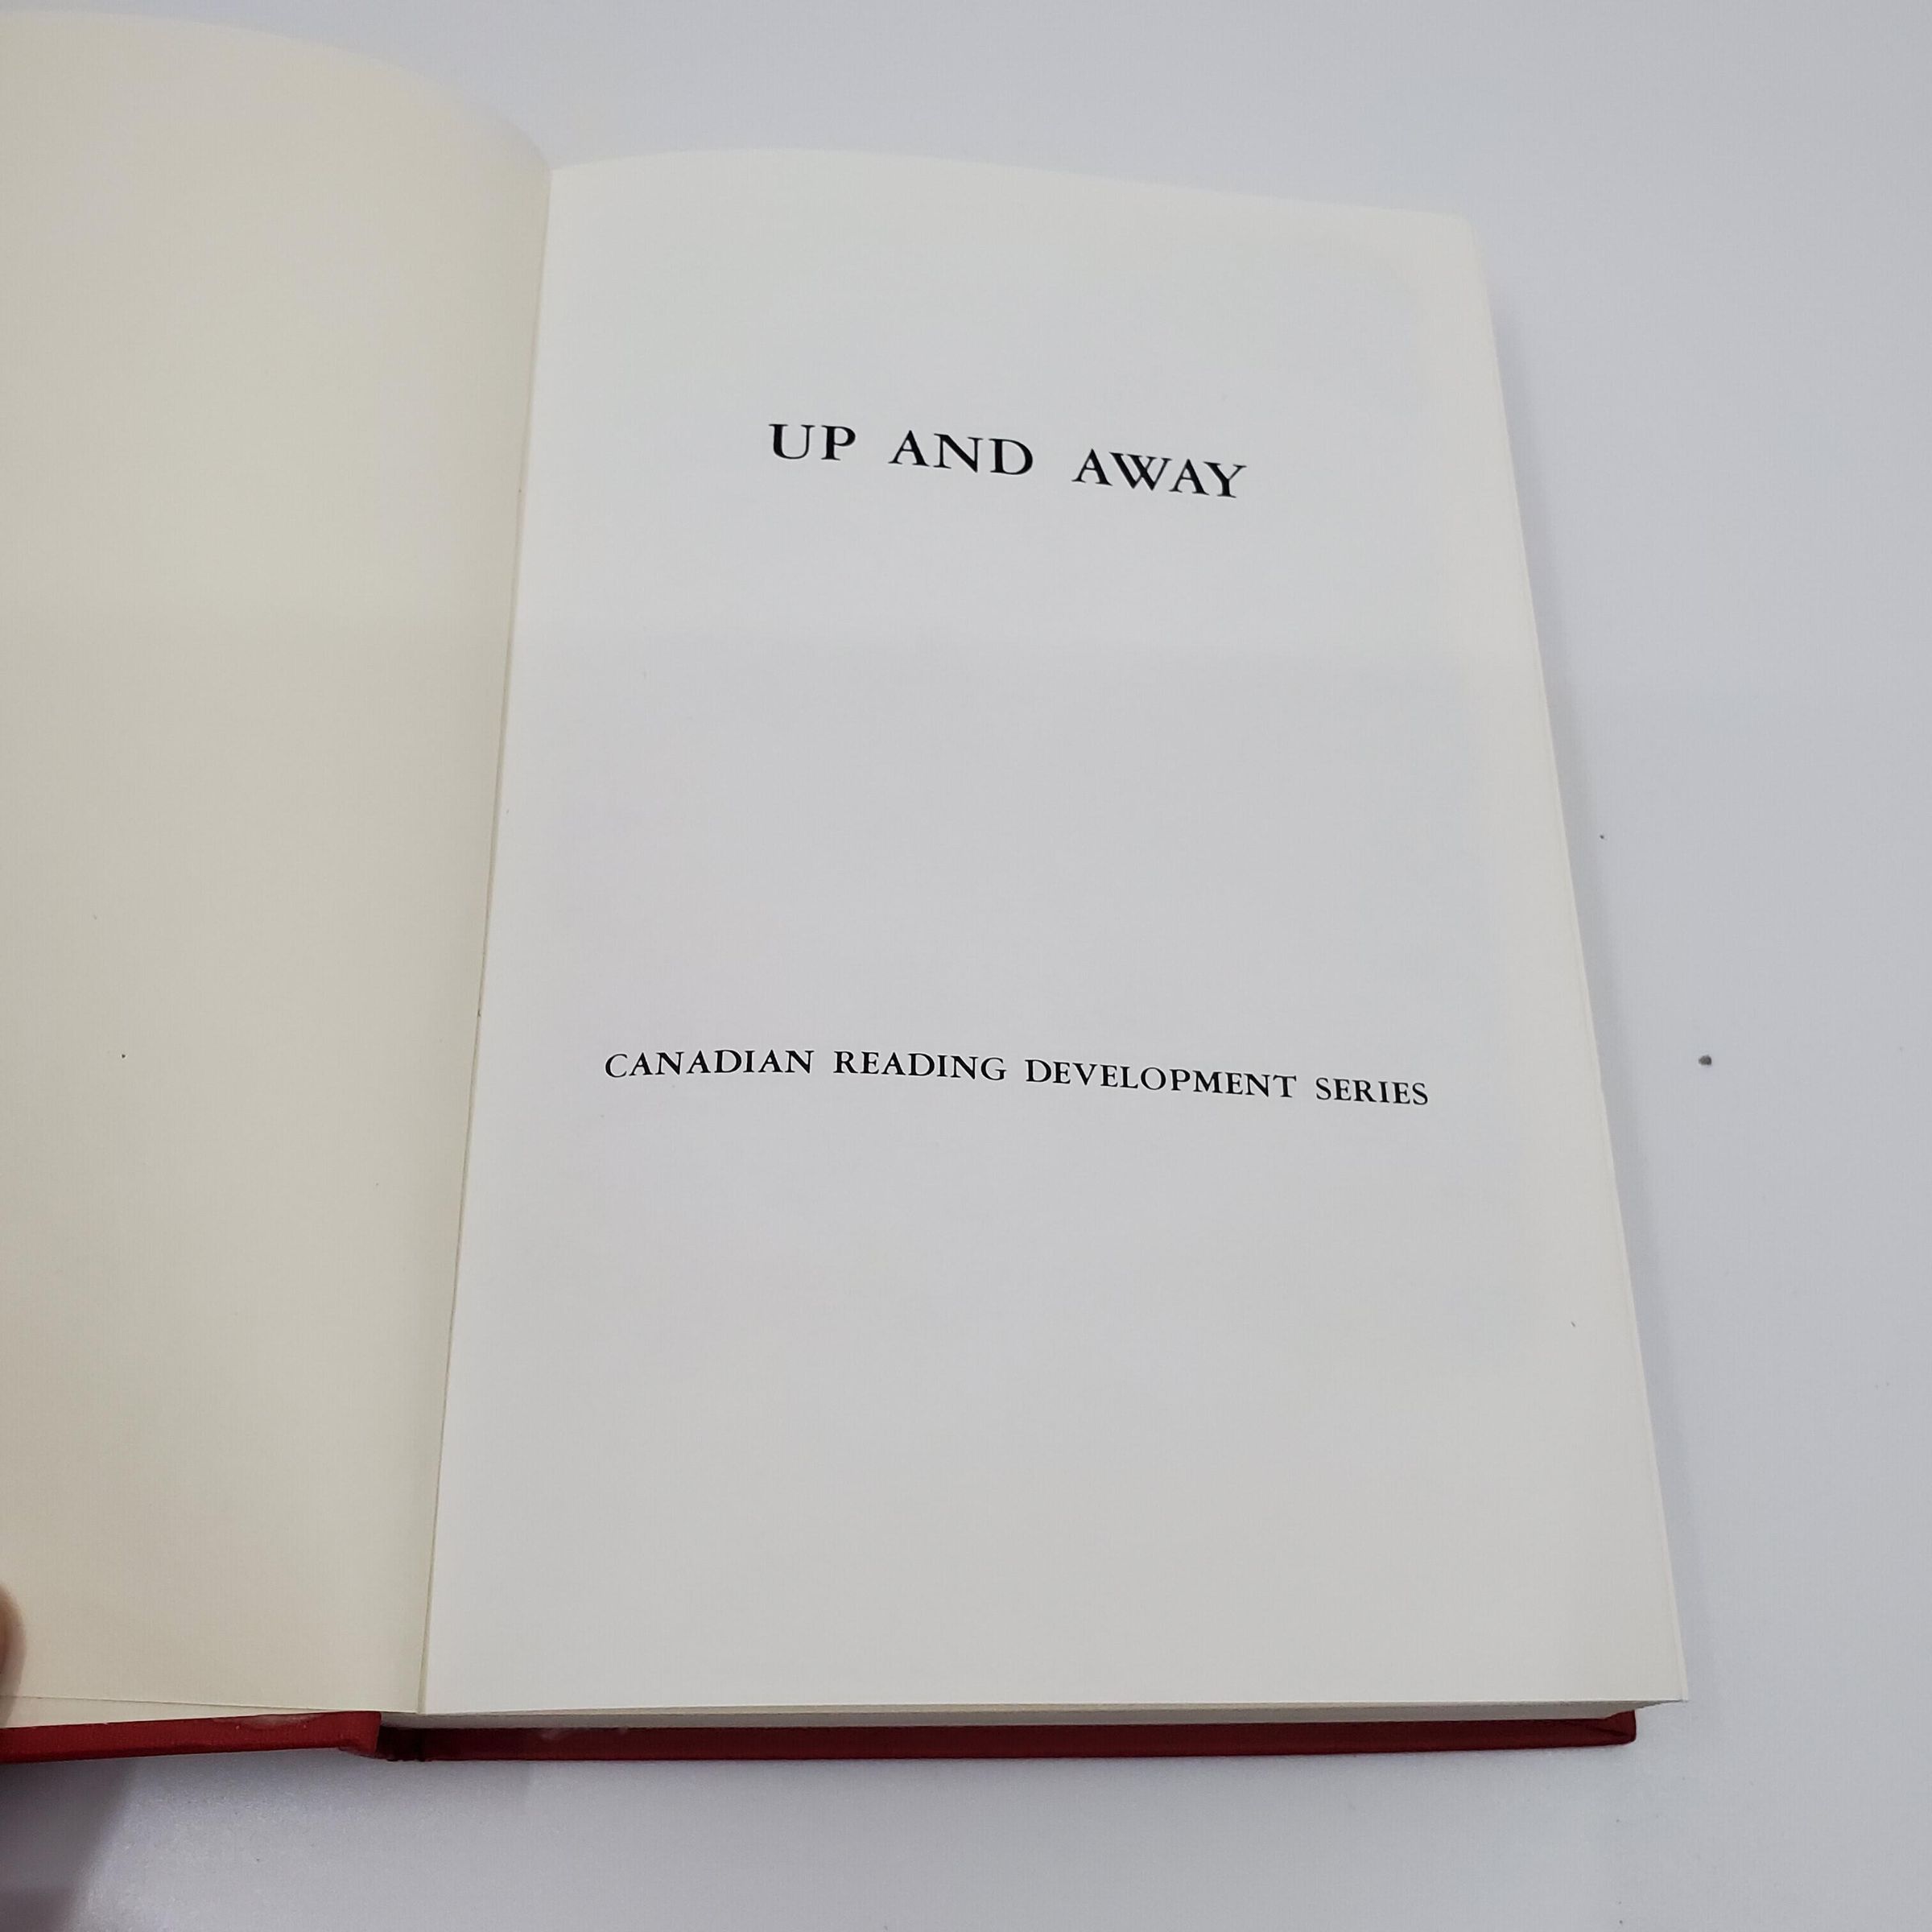 UP AND AWAY
CANADIAN READING DEVELOPMENT SERIES